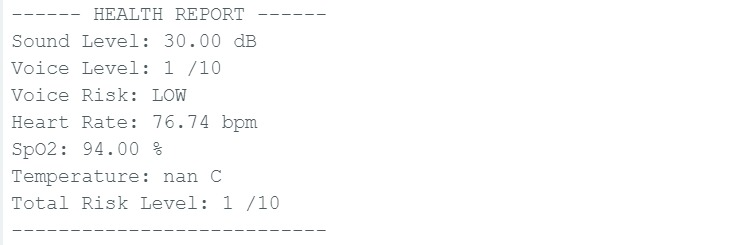 ------ HEALTH REPORT ------
Sound Level: 30.00 dB
Voice Level: 1 /10
Voice Risk: LOW
Heart Rate: 76.74 bpm
SpO2: 94.00 %
Temperature: nan C
Total Risk Level: 1 /10
---------------------------